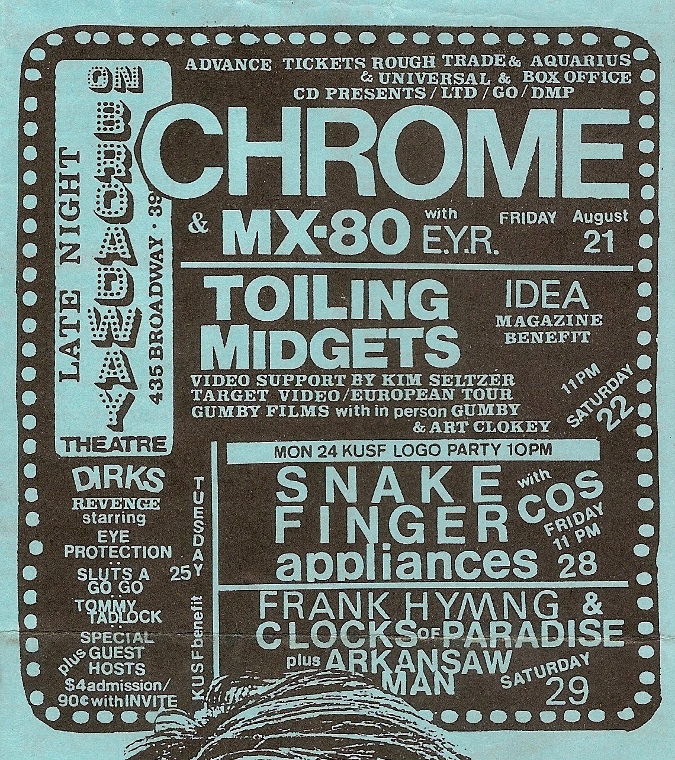 ADVANCE TICKETS ROUGH TRADE & AQUARIUS
& UNIVERSAL & BOX OFFICE
CD PRESENTS / LTD / GO / DMP
LATE NIGHT
ON BROADWAY
435 BROADWAY · 39
THEATRE
CHROME
& MX-80 with E.Y.R.
FRIDAY August 21
TOILING
MIDGETS
IDEA
MAGAZINE
BENEFIT
VIDEO SUPPORT BY KIM SELTZER
TARGET VIDEO/EUROPEAN TOUR
GUMBY FILMS with in person GUMBY
& ART CLOKEY
11PM
SATURDAY
22
MON 24 KUSF LOGO PARTY 10PM
DIRKS
REVENGE
starring
EYE
PROTECTION
SLUTS A
GO GO
TOMMY
TADLOCK
SPECIAL
plus GUEST
HOSTS
$4admission/
90¢ with INVITE
TUESDAY
25
KUSF benefit
SNAKE
FINGER
appliances
with
COS
FRIDAY
11 PM
28
FRANK HYMNG &
CLOCKS OF PARADISE
plus ARKANSAW
MAN
SATURDAY
29